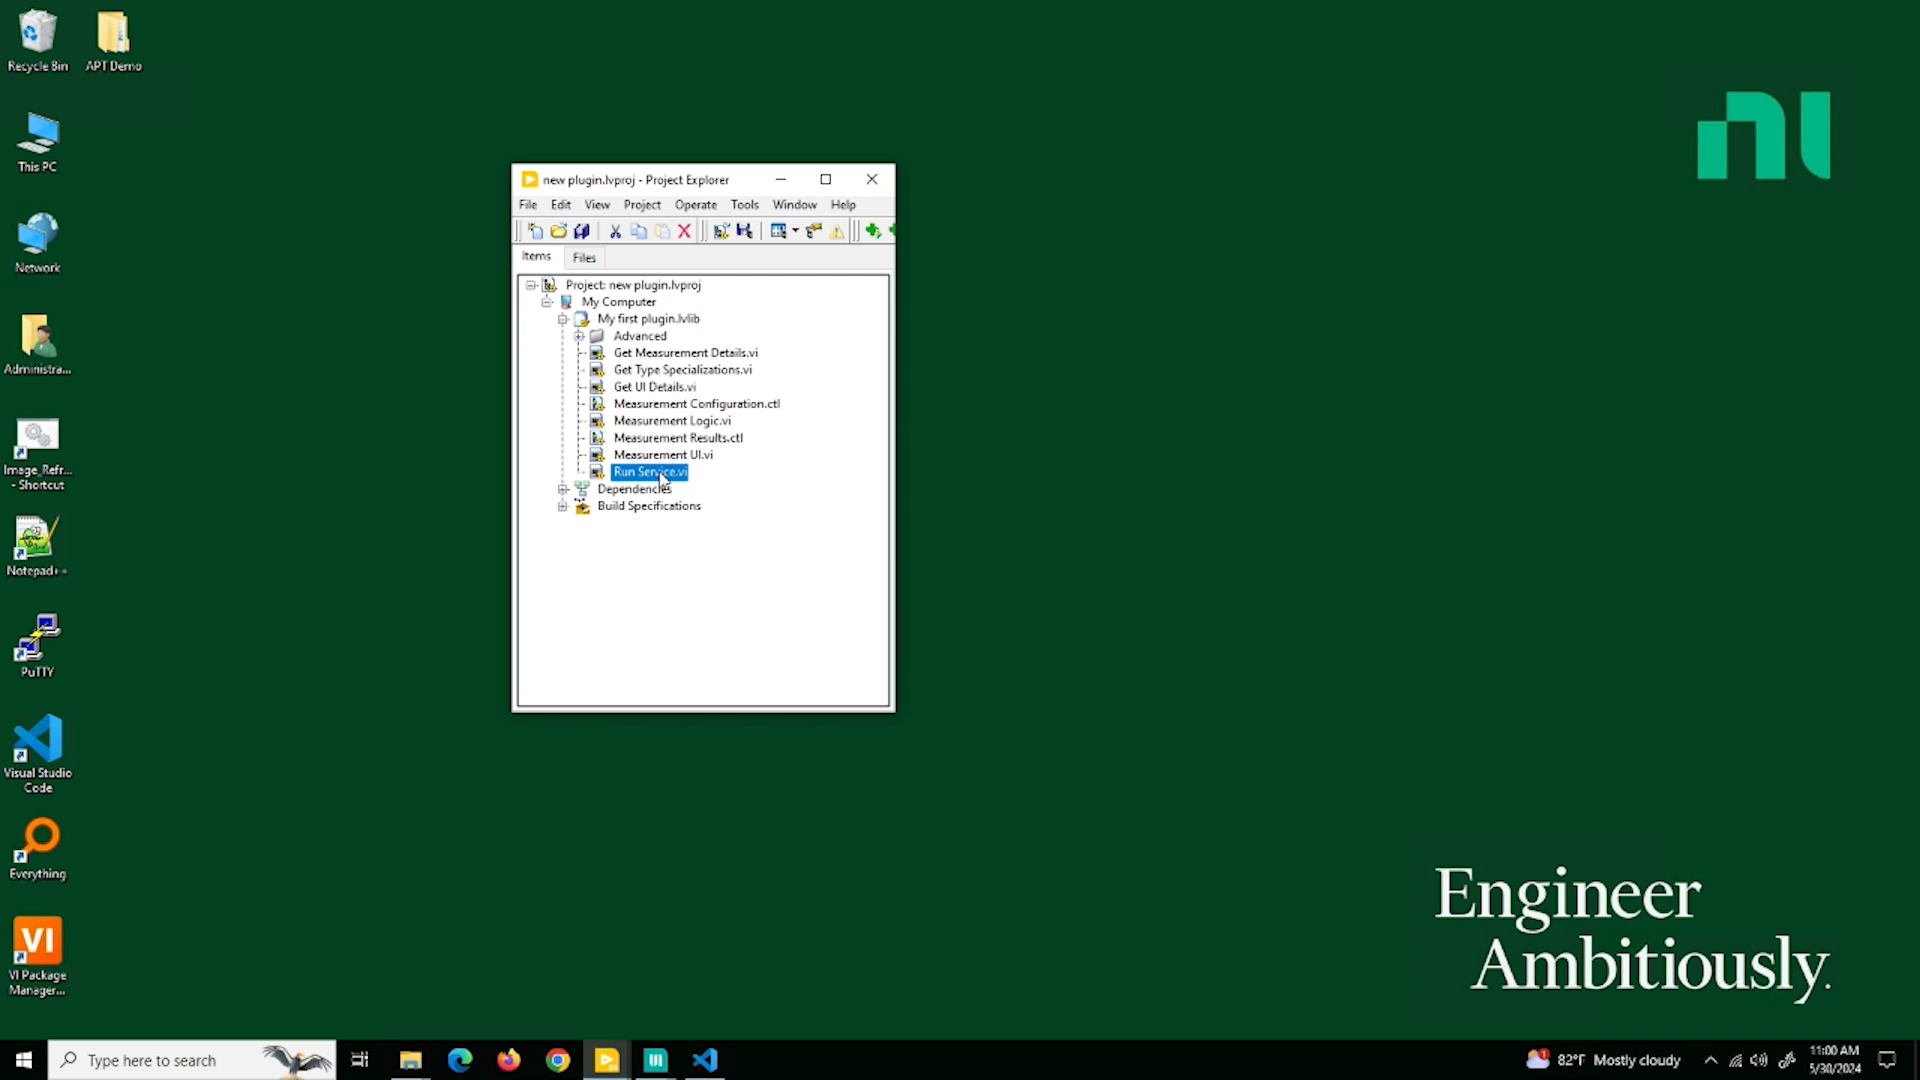 Recycle Bin
APT Demo
This PC
Network
Administra...
Image_Refr...
- Shortcut
Notepad++
PuTTY
Visual Studio
Code
Everything
VI
VI Package
Manager...
new plugin.lvproj - Project Explorer
File Edit View Project Operate Tools Window Help
Items Files
Project: new plugin.lvproj
My Computer
My first plugin.lvlib
Advanced
Get Measurement Details.vi
Get Type Specializations.vi
Get UI Details.vi
Measurement Configuration.ctl
Measurement Logic.vi
Measurement Results.ctl
Measurement UI.vi
Run Service.vi
Dependencies
Build Specifications
ni
Engineer
Ambitiously.
Type here to search
82°F Mostly cloudy
11:00 AM
5/30/2024